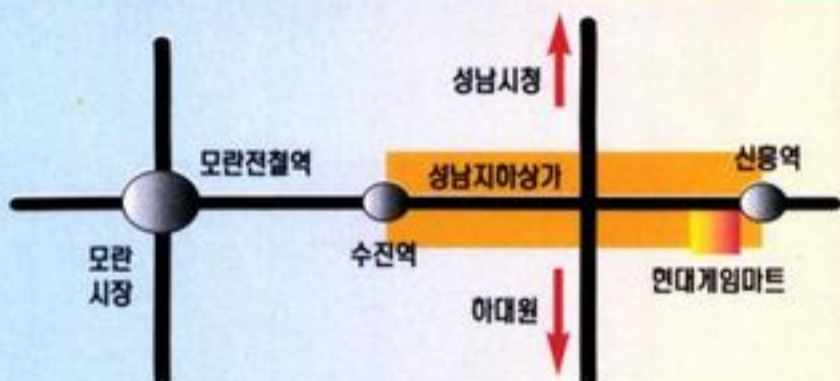 성남시청
모란전철역
성남지하상가
신흥역
모란
시장
수진역
하대원
현대게임마트